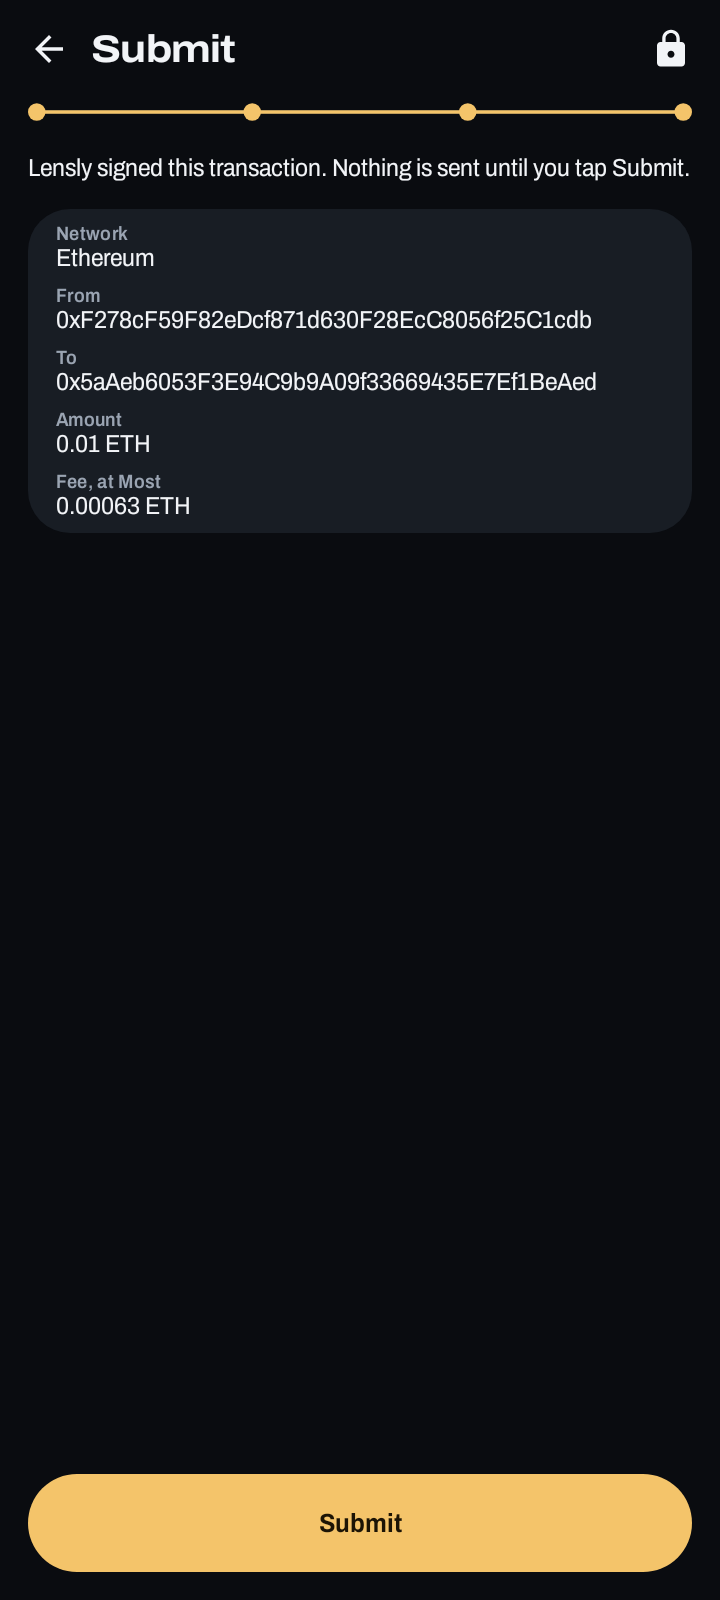 Submit
Lensly signed this transaction. Nothing is sent until you tap Submit.
Network
Ethereum
From
0xF278cF59F82eDcf871d630F28EcC8056f25C1cdb
To
0x5aAeb6053F3E94C9b9A09f33669435E7Ef1BeAed
Amount
0.01 ETH
Fee, at Most
0.00063 ETH
Submit